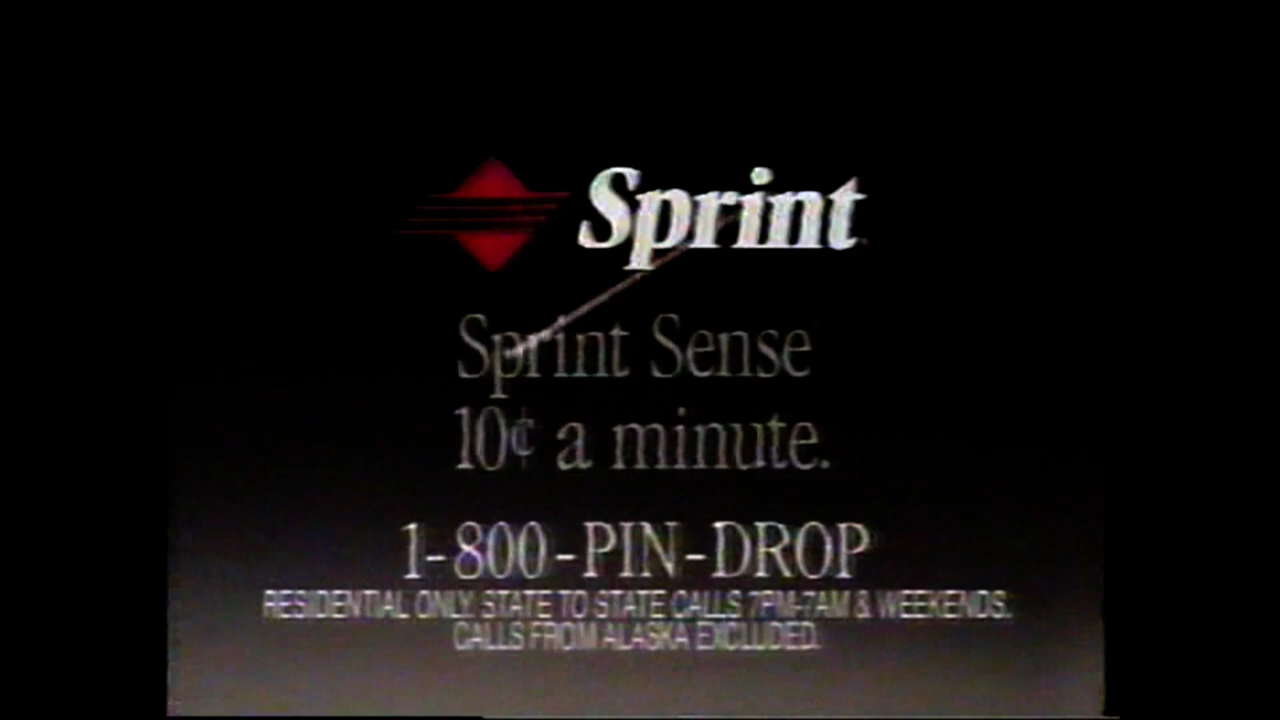 Sprint
Sprint Sense
10¢ a minute.
1-800-PIN-DROP
RESIDENTIAL ONLY. STATE TO STATE CALLS 7PM-7AM & WEEKENDS.
CALLS FROM ALASKA EXCLUDED.